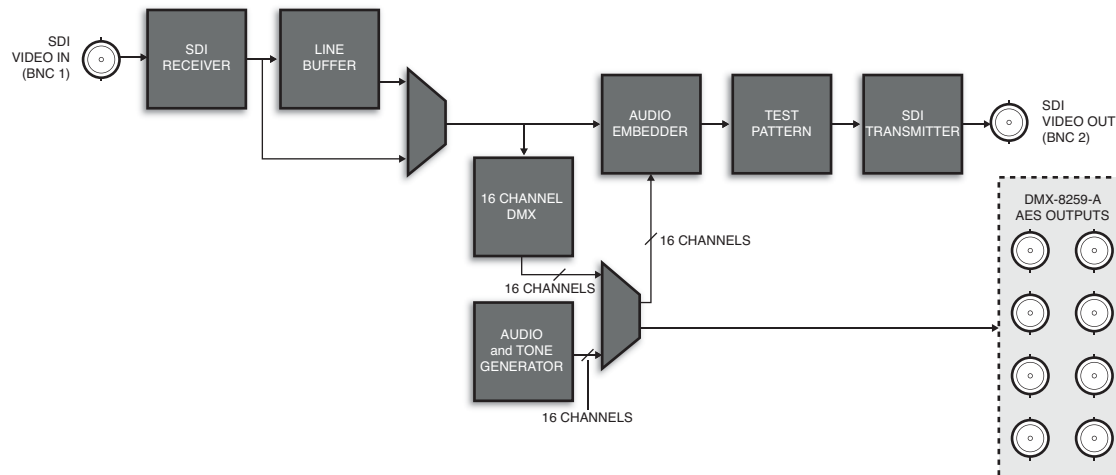 SDI
VIDEO IN
(BNC 1)
SDI
RECEIVER
LINE
BUFFER
AUDIO
EMBEDDER
TEST
PATTERN
SDI
TRANSMITTER
SDI
VIDEO OUT
(BNC 2)
16 CHANNEL
DMX
DMX-8259-A
AES OUTPUTS
16 CHANNELS
16 CHANNELS
AUDIO
and TONE
GENERATOR
16 CHANNELS